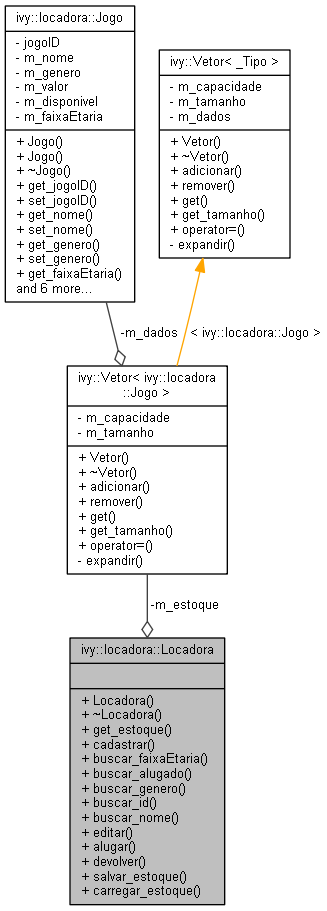 ivy::locadora::Jogo
- jogoID
- m_nome
- m_genero
- m_valor
- m_disponivel
- m_faixaEtaria
+ Jogo()
+ Jogo()
+ ~Jogo()
+ get_jogoID()
+ set_jogoID()
+ get_nome()
+ set_nome()
+ get_genero()
+ set_genero()
+ get_faixaEtaria()
and 6 more...
ivy::Vetor< _Tipo >
- m_capacidade
- m_tamanho
- m_dados
+ Vetor()
+ ~Vetor()
+ adicionar()
+ remover()
+ get()
+ get_tamanho()
+ operator=()
- expandir()
-m_dados
< ivy::locadora::Jogo >
ivy::Vetor< ivy::locadora
::Jogo >
- m_capacidade
- m_tamanho
+ Vetor()
+ ~Vetor()
+ adicionar()
+ remover()
+ get()
+ get_tamanho()
+ operator=()
- expandir()
-m_estoque
ivy::locadora::Locadora
+ Locadora()
+ ~Locadora()
+ get_estoque()
+ cadastrar()
+ buscar_faixaEtaria()
+ buscar_alugado()
+ buscar_genero()
+ buscar_id()
+ buscar_nome()
+ editar()
+ alugar()
+ devolver()
+ salvar_estoque()
+ carregar_estoque()